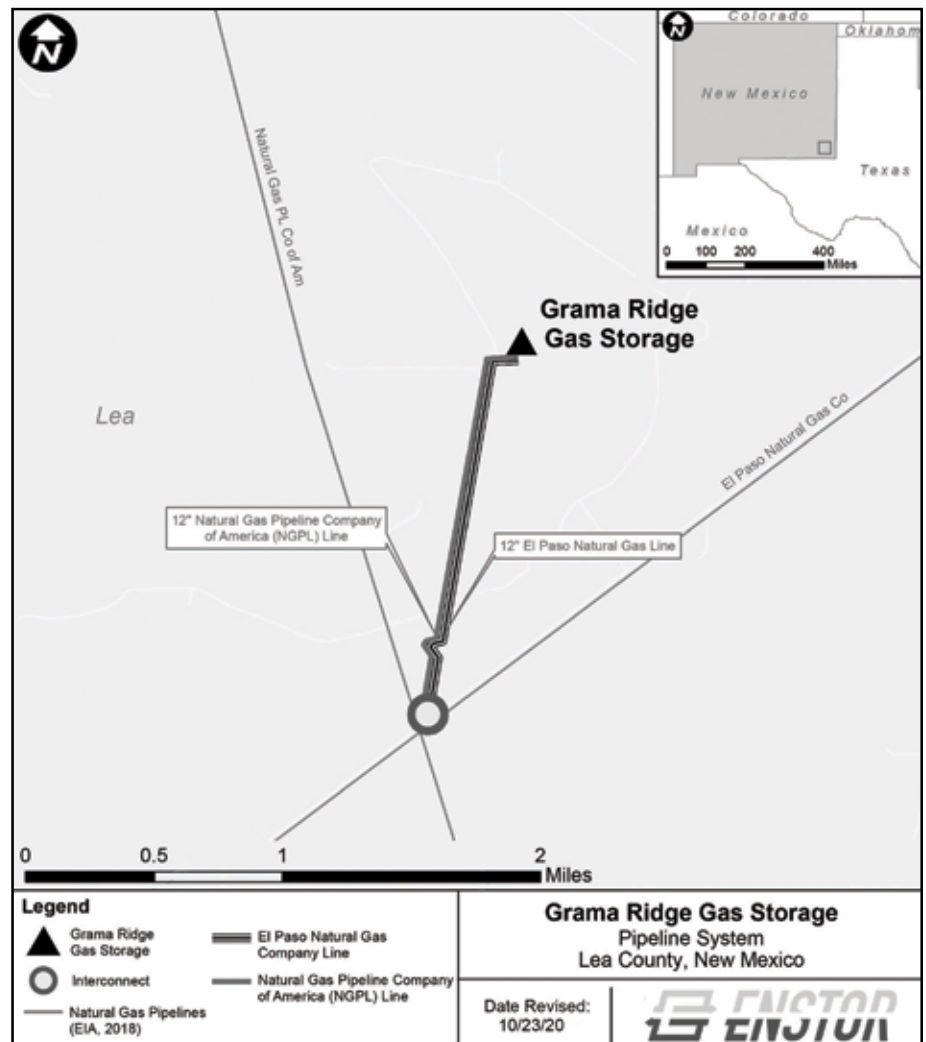 N
Colorado
Oklahom
New Mexico
Texas
Mexico
0 100 200 400
Miles
Natural Gas PL Co of Am
Grama Ridge
Gas Storage
Lea
El Paso Natural Gas Co
12" Natural Gas Pipeline Company
of America (NGPL) Line
12" El Paso Natural Gas Line
0 0.5 1 2
Miles
Legend
Grama Ridge
Gas Storage
Interconnect
Natural Gas Pipelines
(EIA, 2018)
El Paso Natural Gas
Company Line
Natural Gas Pipeline Company
of America (NGPL) Line
Grama Ridge Gas Storage
Pipeline System
Lea County, New Mexico
Date Revised:
10/23/20
ENSTOR